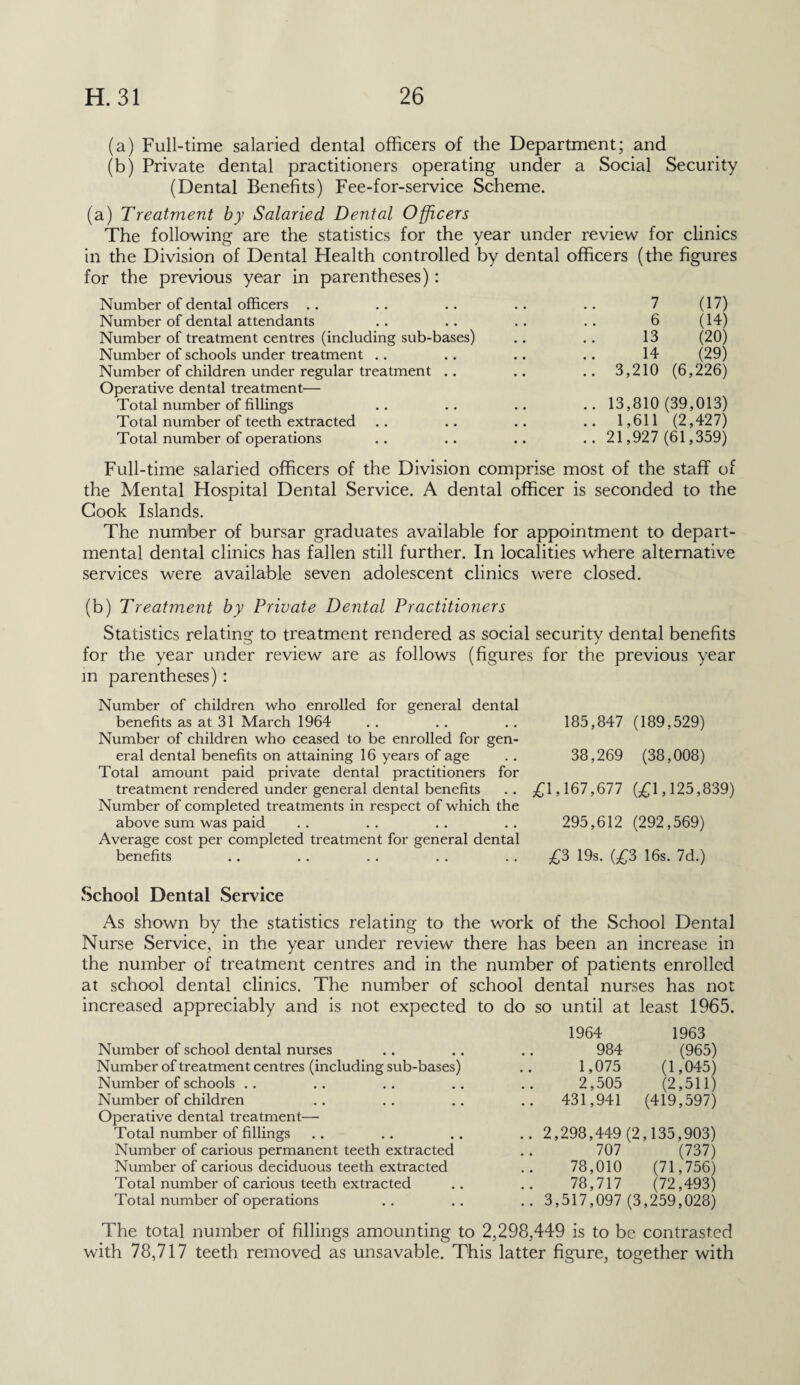 H. 31 26
(a) Full-time salaried dental officers of the Department; and
(b) Private dental practitioners operating under a Social Security
(Dental Benefits) Fee-for-service Scheme.
(a) Treatment by Salaried Dental Officers
The following are the statistics for the year under review for clinics
in the Division of Dental Health controlled by dental officers (the figures
for the previous year in parentheses) :
Number of dental officers .. .. .. .. .. 7 (17)
Number of dental attendants .. .. .. .. 6 (14)
Number of treatment centres (including sub-bases) .. .. 13 (20)
Number of schools under treatment .. .. .. .. 14 (29)
Number of children under regular treatment .. .. .. 3,210 (6,226)
Operative dental treatment—
Total number of fillings .. .. .. .. 13,810 (39,013)
Total number of teeth extracted .. .. .. .. 1,611 (2,427)
Total number of operations .. .. .. .. 21,927 (61,359)
Full-time salaried officers of the Division comprise most of the staff of
the Mental Hospital Dental Service. A dental officer is seconded to the
Cook Islands.
The number of bursar graduates available for appointment to depart-
mental dental clinics has fallen still further. In localities where alternative
services were available seven adolescent clinics were closed.
(b) Treatment by Private Dental Practitioners
Statistics relating to treatment rendered as social security dental benefits
for the year under review are as follows (figures for the previous year
in parentheses) :
Number of children who enrolled for general dental
benefits as at 31 March 1964 .. .. .. 185,847 (189,529)
Number of children who ceased to be enrolled for gen-
eral dental benefits on attaining 16 years of age .. 38,269 (38,008)
Total amount paid private dental practitioners for
treatment rendered under general dental benefits .. £1,167,677 (£1,125,839)
Number of completed treatments in respect of which the
above sum was paid .. .. .. .. 295,612 (292,569)
Average cost per completed treatment for general dental
benefits .. .. .. .. .. £3 19s. (£3 16s. 7d.)
School Dental Service
As shown by the statistics relating to the work of the School Dental
Nurse Service, in the year under review there has been an increase in
the number of treatment centres and in the number of patients enrolled
at school dental clinics. The number of school dental nurses has not
increased appreciably and is not expected to do so until at least 1965.
1964 1963
Number of school dental nurses .. .. .. 984 (965)
Number of treatment centres (including sub-bases) .. 1,075 (1,045)
Number of schools .. .. .. .. .. 2,505 (2,511)
Number of children .. .. .. .. 431,941 (419,597)
Operative dental treatment—
Total number of fillings .. .. .. .. 2,298,449 (2,135,903)
Number of carious permanent teeth extracted .. 707 (737)
Number of carious deciduous teeth extracted .. 78,010 (71,756)
Total number of carious teeth extracted .. .. 78,717 (72,493)
Total number of operations .. .. .. 3,517,097 (3,259,028)
The total number of fillings amounting to 2,298,449 is to be contrasted
with 78,717 teeth removed as unsavable. This latter figure, together with